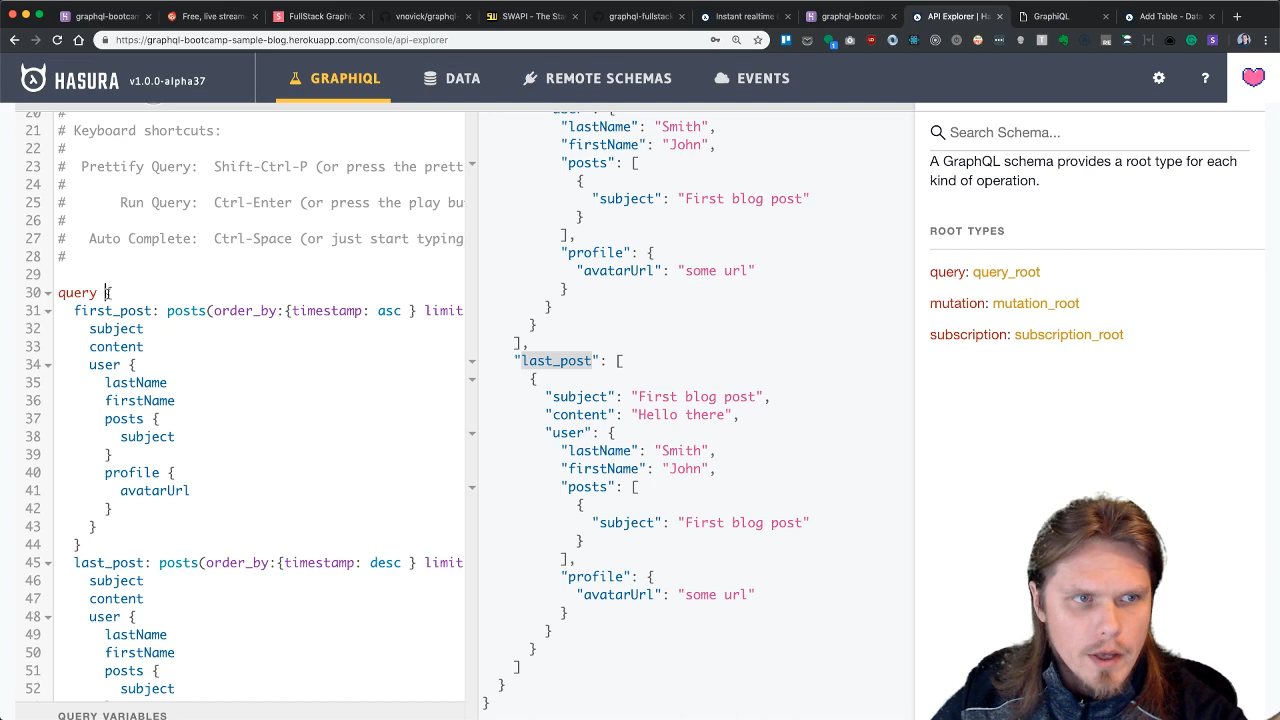 graphql-bootcamp
Free, live stream
FullStack GraphC
vnovick/graphql-
SWAPI - The Sta
graphql-fullstack
Instant realtime
graphql-bootcam
API Explorer | Ha
GraphiQL
Add Table - Data
https://graphql-bootcamp-sample-blog.herokuapp.com/console/api-explorer
HASURA v1.0.0-alpha37
GRAPHIQL
DATA
REMOTE SCHEMAS
EVENTS
?
20 #
21 # Keyboard shortcuts:
22 #
23 # Prettify Query: Shift-Ctrl-P (or press the prett
24 #
25 # Run Query: Ctrl-Enter (or press the play bu
26 #
27 # Auto Complete: Ctrl-Space (or just start typing
28 #
29
30 query {
31 first_post: posts(order_by:{timestamp: asc } limit
32 subject
33 content
34 user {
35 lastName
36 firstName
37 posts {
38 subject
39 }
40 profile {
41 avatarUrl
42 }
43 }
44 }
45 last_post: posts(order_by:{timestamp: desc } limit
46 subject
47 content
48 user {
49 lastName
50 firstName
51 posts {
52 subject
QUERY VARIABLES
"user": {
"lastName": "Smith",
"firstName": "John",
"posts": [
{
"subject": "First blog post"
}
],
"profile": {
"avatarUrl": "some url"
}
}
}
],
"last_post": [
{
"subject": "First blog post",
"content": "Hello there",
"user": {
"lastName": "Smith",
"firstName": "John",
"posts": [
{
"subject": "First blog post"
}
],
"profile": {
"avatarUrl": "some url"
}
}
}
]
}
}
Search Schema...
A GraphQL schema provides a root type for each
kind of operation.
ROOT TYPES
query: query_root
mutation: mutation_root
subscription: subscription_root